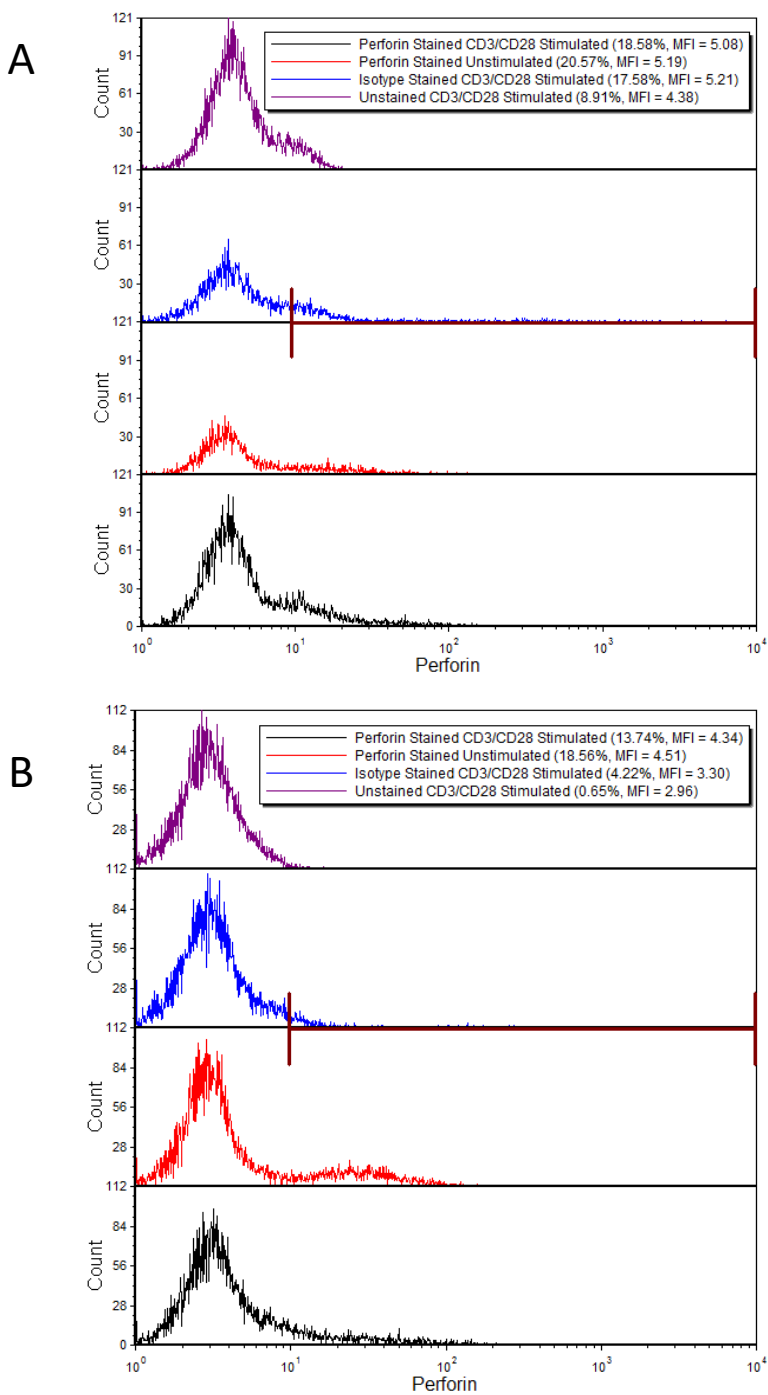 A
Perforin Stained CD3/CD28 Stimulated (18.58%, MFI = 5.08)
Perforin Stained Unstimulated (20.57%, MFI = 5.19)
Isotype Stained CD3/CD28 Stimulated (17.58%, MFI = 5.21)
Unstained CD3/CD28 Stimulated (8.91%, MFI = 4.38)
121
91
61
30
Count
121
91
61
30
Count
121
91
61
30
Count
121
91
61
30
0
Count
10^0 10^1 10^2 10^3 10^4
Perforin
B
Perforin Stained CD3/CD28 Stimulated (13.74%, MFI = 4.34)
Perforin Stained Unstimulated (18.56%, MFI = 4.51)
Isotype Stained CD3/CD28 Stimulated (4.22%, MFI = 3.30)
Unstained CD3/CD28 Stimulated (0.65%, MFI = 2.96)
112
84
56
28
Count
112
84
56
28
Count
112
84
56
28
Count
112
84
56
28
0
Count
10^0 10^1 10^2 10^3 10^4
Perforin